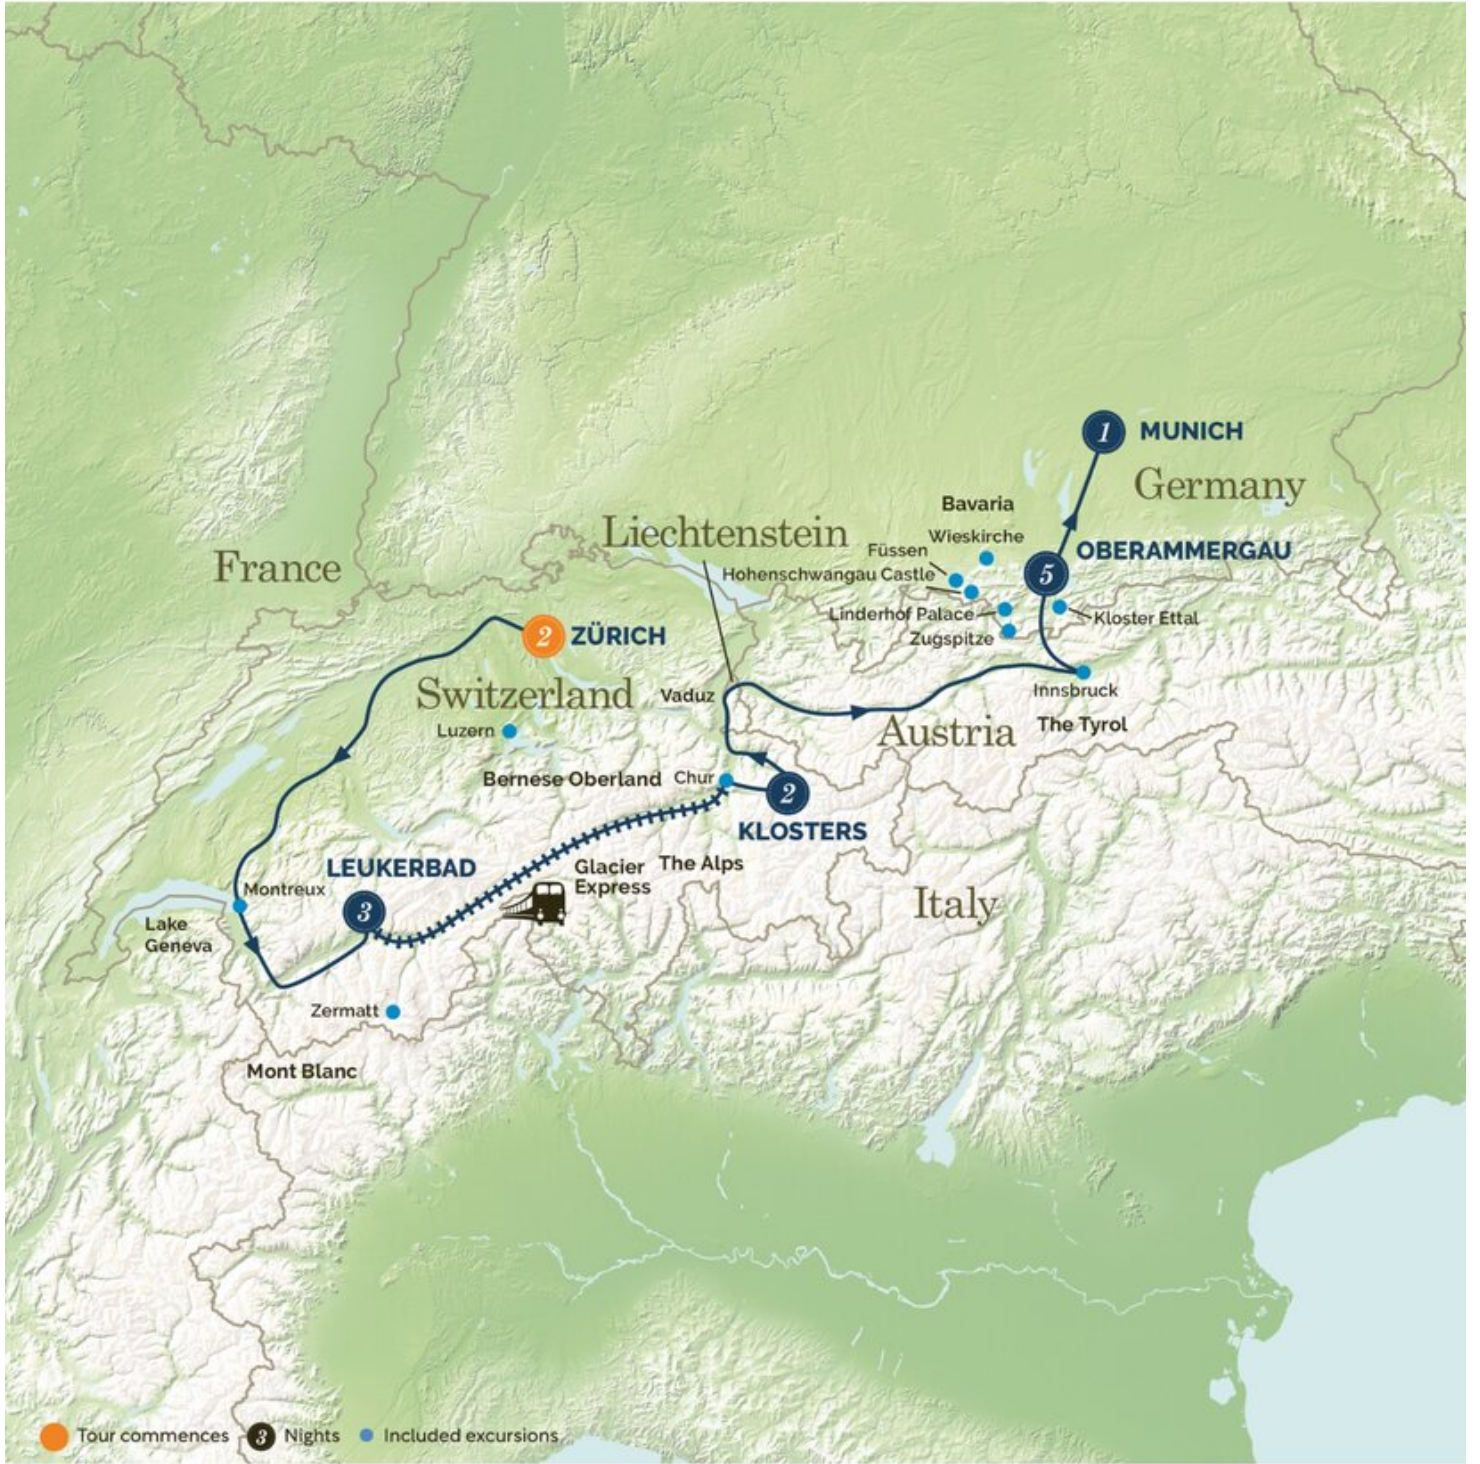 1
MUNICH
Germany
Bavaria
Wieskirche
Liechtenstein
Füssen
OBERAMMERGAU
France
Hohenschwangau Castle
5
Linderhof Palace
Kloster Ettal
Zugspitze
2
ZÜRICH
Switzerland
Vaduz
Innsbruck
Luzern
Austria
The Tyrol
Bernese Oberland
Chur
2
KLOSTERS
LEUKERBAD
Glacier
Express
The Alps
Montreux
3
Italy
Lake
Geneva
Zermatt
Mont Blanc
Tour commences
3
Nights
Included excursions